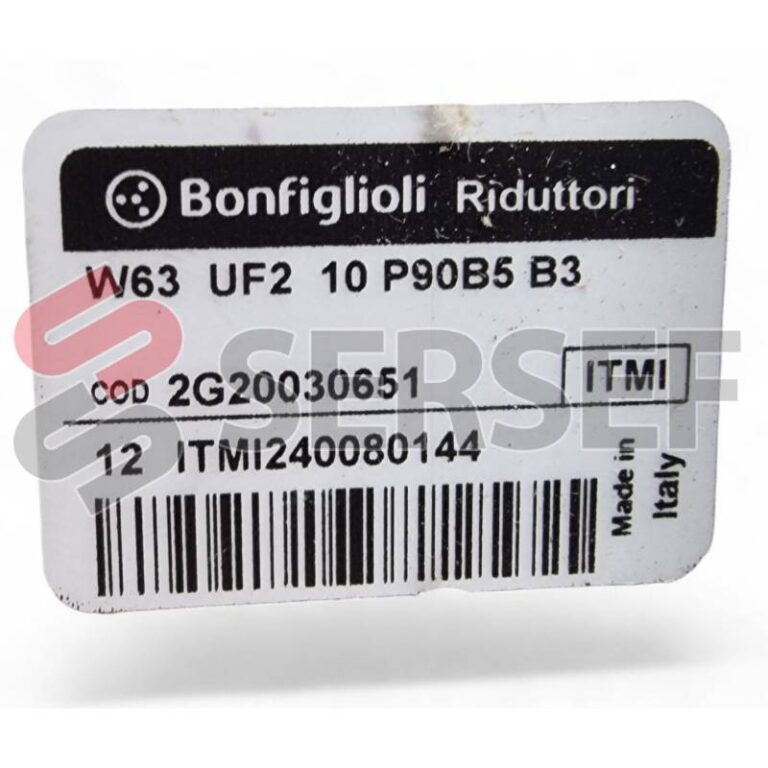 Bonfiglioli Riduttori
W63 UF2 10 P90B5 B3
SERSEF
COD 2G20030651 ITMI
12 ITMI240080144
Made in
Italy